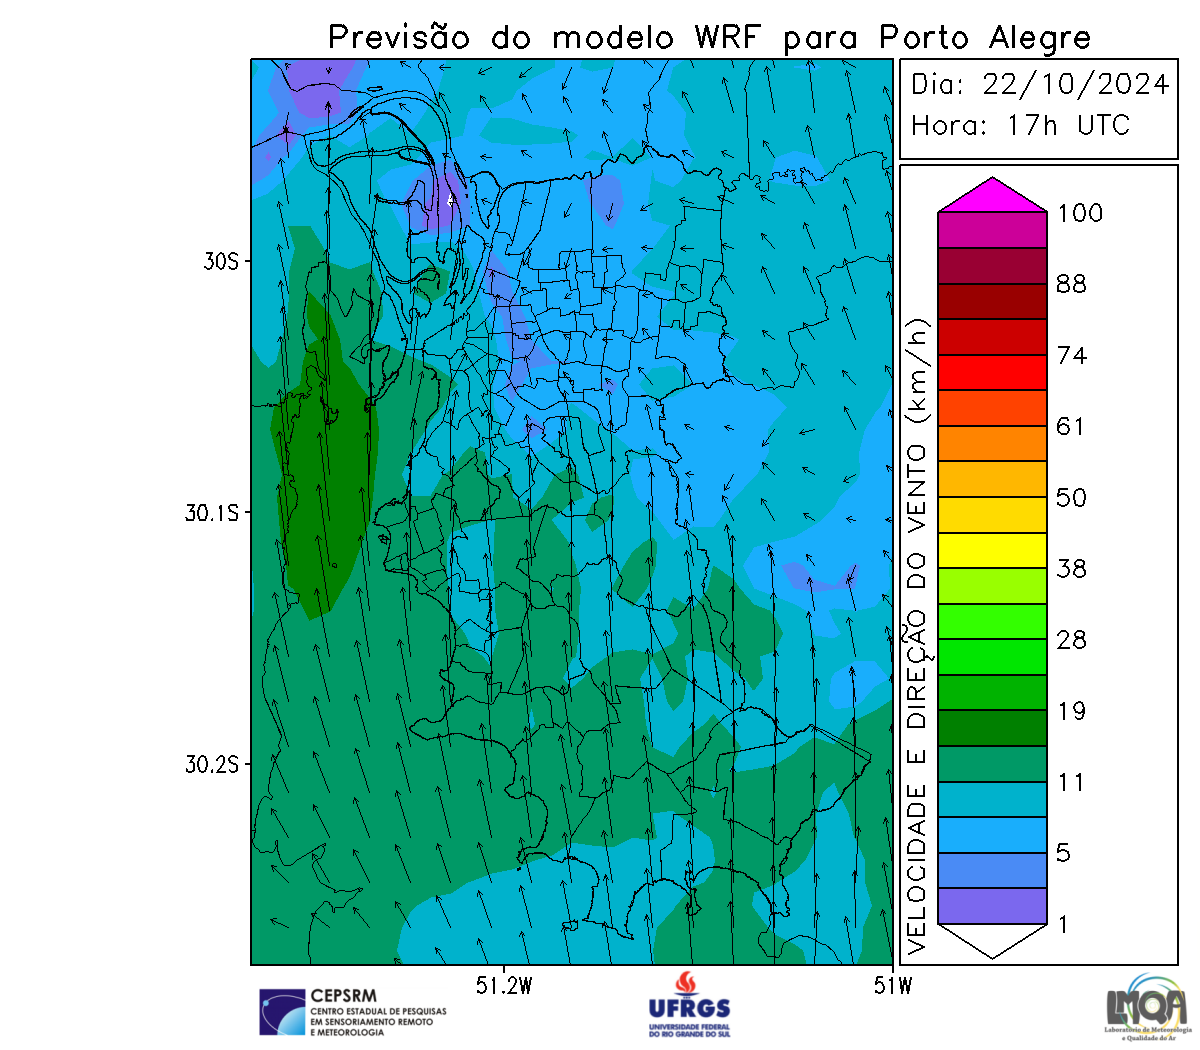 Previsão do modelo WRF para Porto Alegre
Dia: 22/10/2024
Hora: 17h UTC
30S
30.1S
30.2S
51.2W
51W
VELOCIDADE E DIREÇÃO DO VENTO (km/h)
100
88
74
61
50
38
28
19
11
5
1
CEPSRM
CENTRO ESTADUAL DE PESQUISAS
EM SENSORIAMENTO REMOTO
E METEOROLOGIA
UFRGS
UNIVERSIDADE FEDERAL
DO RIO GRANDE DO SUL
LMQA
Laboratório de Meteorologia
e Qualidade do Ar